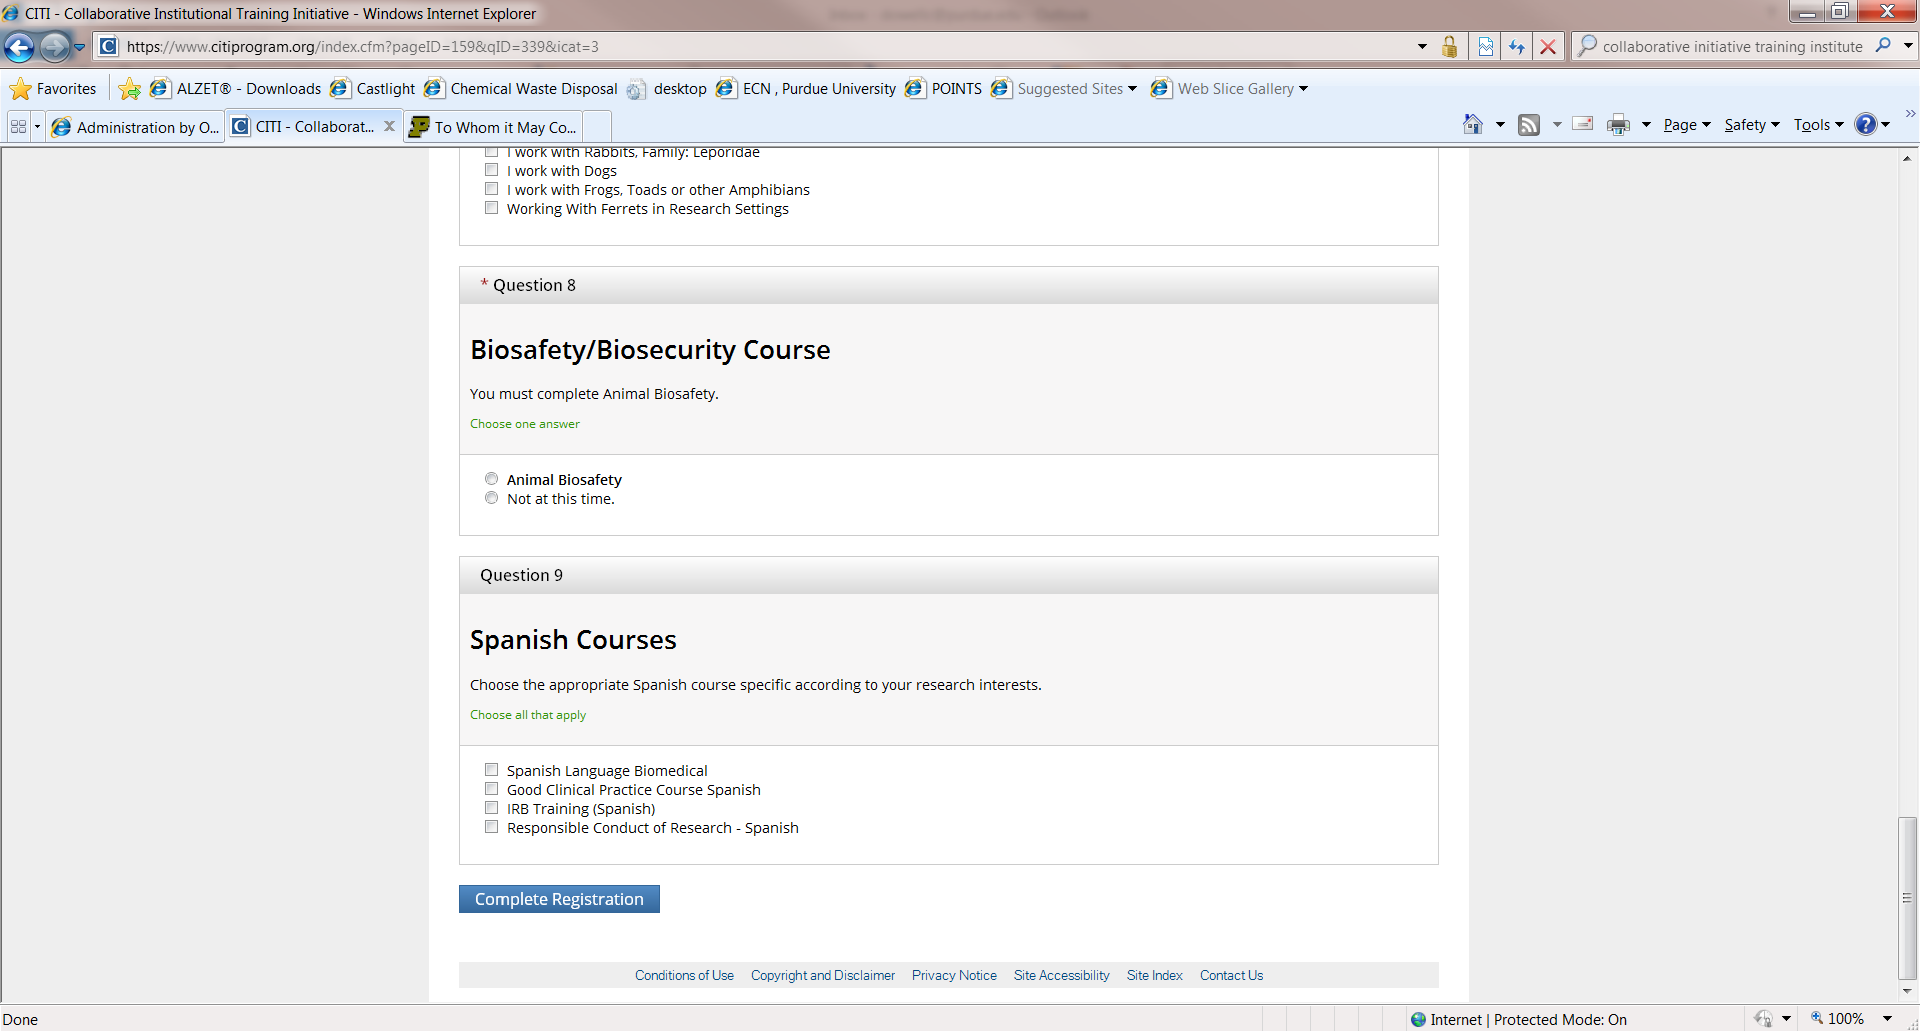 CITI - Collaborative Institutional Training Initiative - Windows Internet Explorer
https://www.citiprogram.org/index.cfm?pageID=159&qID=339&icat=3
collaborative initiative training institute
Favorites
ALZET® - Downloads
Castlight
Chemical Waste Disposal
desktop
ECN , Purdue University
POINTS
Suggested Sites
Web Slice Gallery
Administration by O...
CITI - Collaborat...
To Whom it May Co...
Page
Safety
Tools
I work with Rabbits, Family: Leporidae
I work with Dogs
I work with Frogs, Toads or other Amphibians
Working With Ferrets in Research Settings
* Question 8
Biosafety/Biosecurity Course
You must complete Animal Biosafety.
Choose one answer
Animal Biosafety
Not at this time.
Question 9
Spanish Courses
Choose the appropriate Spanish course specific according to your research interests.
Choose all that apply
Spanish Language Biomedical
Good Clinical Practice Course Spanish
IRB Training (Spanish)
Responsible Conduct of Research - Spanish
Complete Registration
Conditions of Use Copyright and Disclaimer Privacy Notice Site Accessibility Site Index Contact Us
Done
Internet | Protected Mode: On
100%